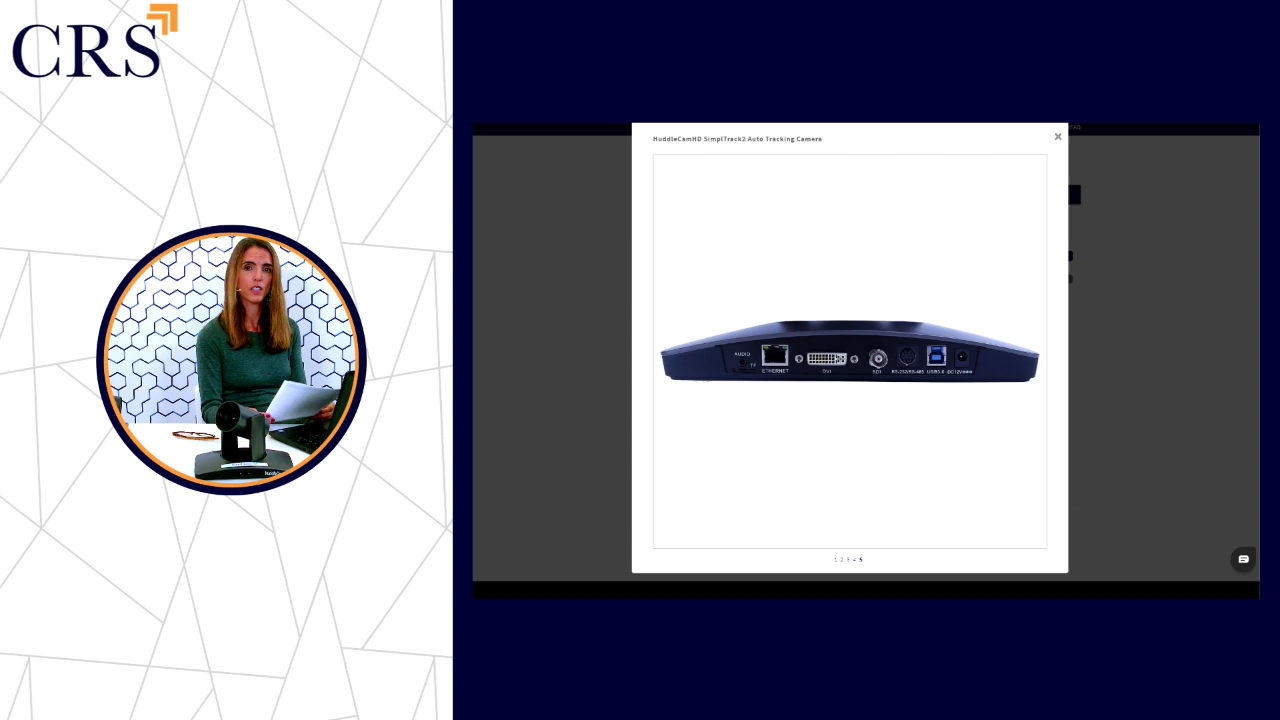 CRS
HuddleCamHD SimplTrack2 Auto Tracking Camera
AUDIO
ETHERNET
DVI
SDI
RS-232/RS-485
USB3.0
DC12V
1 2 3 4 5